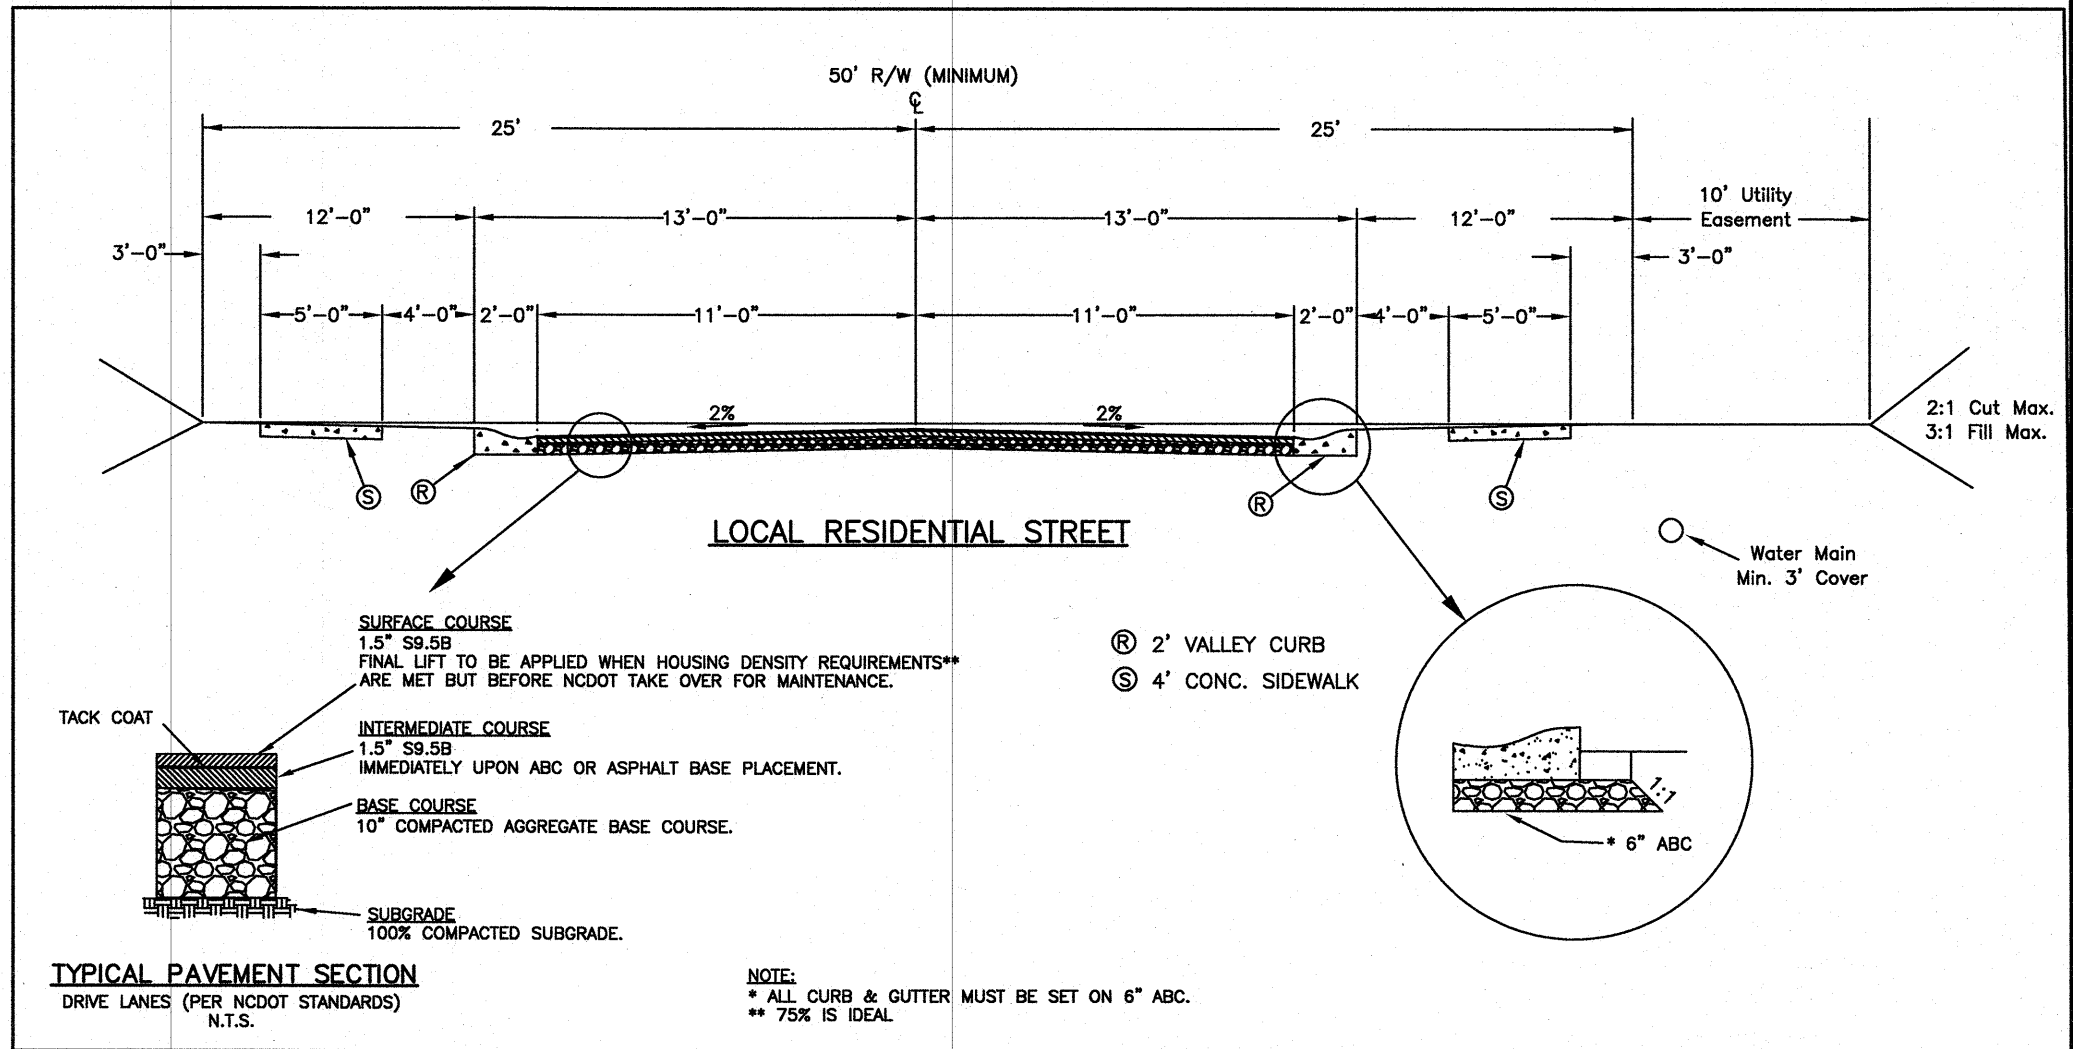 50' R/W (MINIMUM)
℄
25'
25'
10' Utility
Easement
12'-0"
13'-0"
13'-0"
12'-0"
3'-0"
3'-0"
5'-0"
4'-0"
2'-0"
11'-0"
11'-0"
2'-0"
4'-0"
5'-0"
2%
2%
2:1 Cut Max.
3:1 Fill Max.
S
R
R
S
LOCAL RESIDENTIAL STREET
Water Main
Min. 3' Cover
SURFACE COURSE
1.5" S9.5B
FINAL LIFT TO BE APPLIED WHEN HOUSING DENSITY REQUIREMENTS**
ARE MET BUT BEFORE NCDOT TAKE OVER FOR MAINTENANCE.
R 2' VALLEY CURB
S 4' CONC. SIDEWALK
TACK COAT
INTERMEDIATE COURSE
1.5" S9.5B
IMMEDIATELY UPON ABC OR ASPHALT BASE PLACEMENT.
BASE COURSE
10" COMPACTED AGGREGATE BASE COURSE.
1:1
* 6" ABC
SUBGRADE
100% COMPACTED SUBGRADE.
TYPICAL PAVEMENT SECTION
DRIVE LANES (PER NCDOT STANDARDS)
N.T.S.
NOTE:
* ALL CURB & GUTTER MUST BE SET ON 6" ABC.
** 75% IS IDEAL